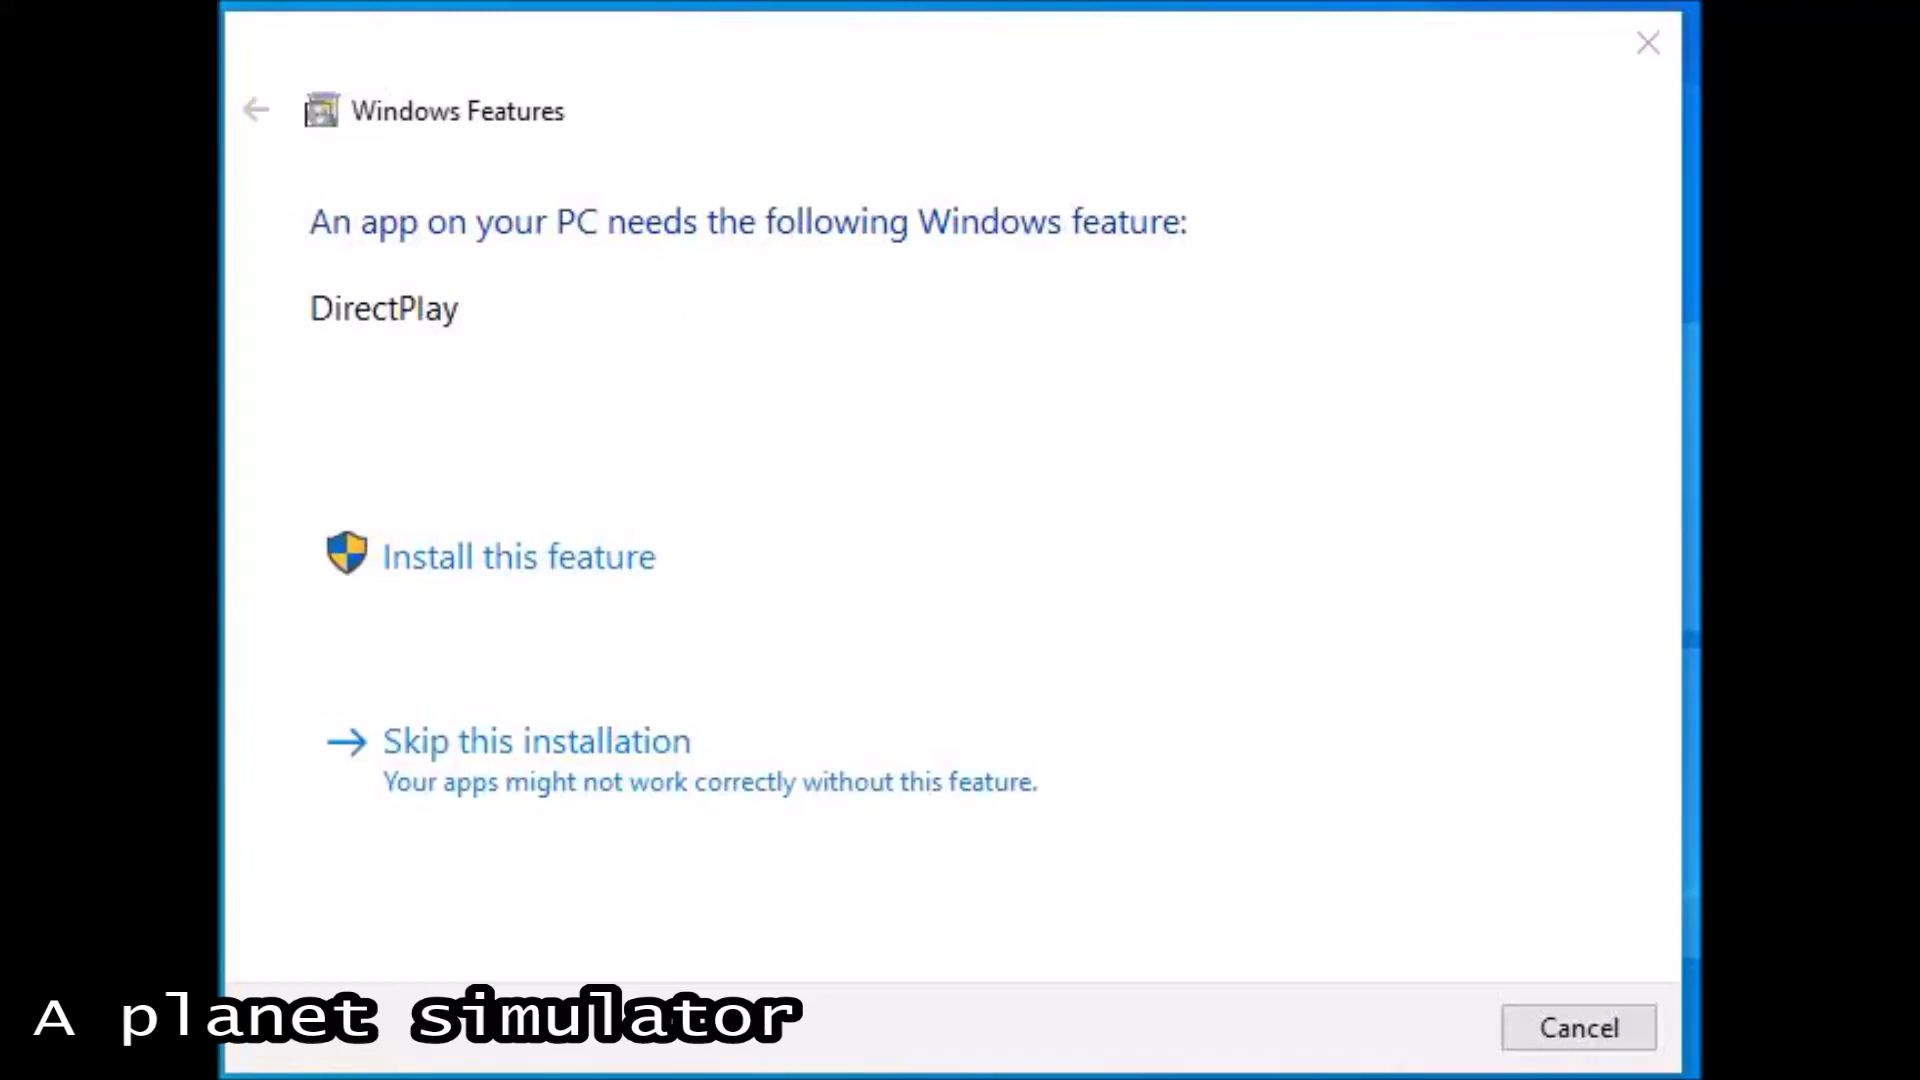 Windows Features
An app on your PC needs the following Windows feature:
DirectPlay
Install this feature
Skip this installation
Your apps might not work correctly without this feature.
A planet simulator
Cancel